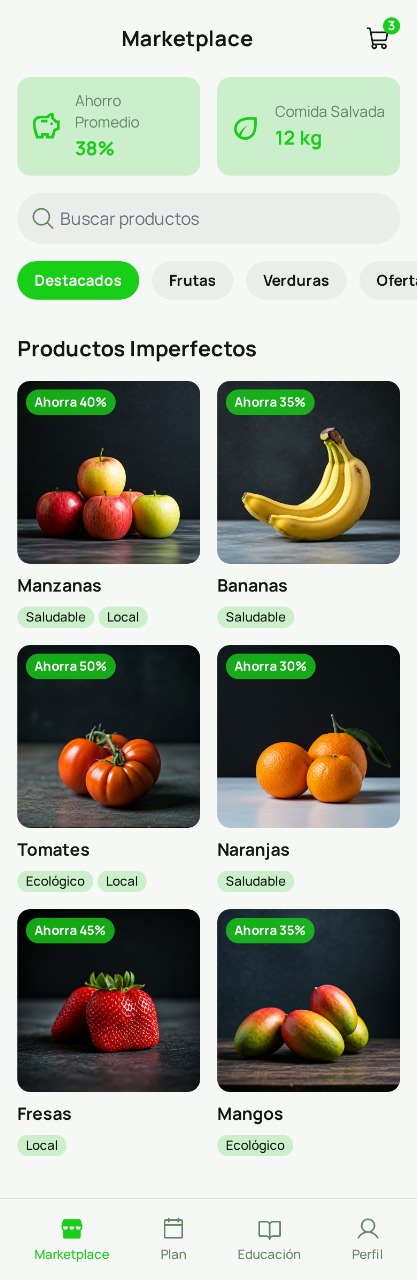 Marketplace
3
Ahorro
Promedio
38%
Comida Salvada
12 kg
Buscar productos
Destacados
Frutas
Verduras
Productos Imperfectos
Ahorra 40%
Ahorra 35%
Manzanas
Bananas
Saludable
Local
Saludable
Ahorra 50%
Ahorra 30%
Tomates
Naranjas
Ecológico
Local
Saludable
Ahorra 45%
Ahorra 35%
Fresas
Mangos
Local
Ecológico
Marketplace
Plan
Educación
Perfil